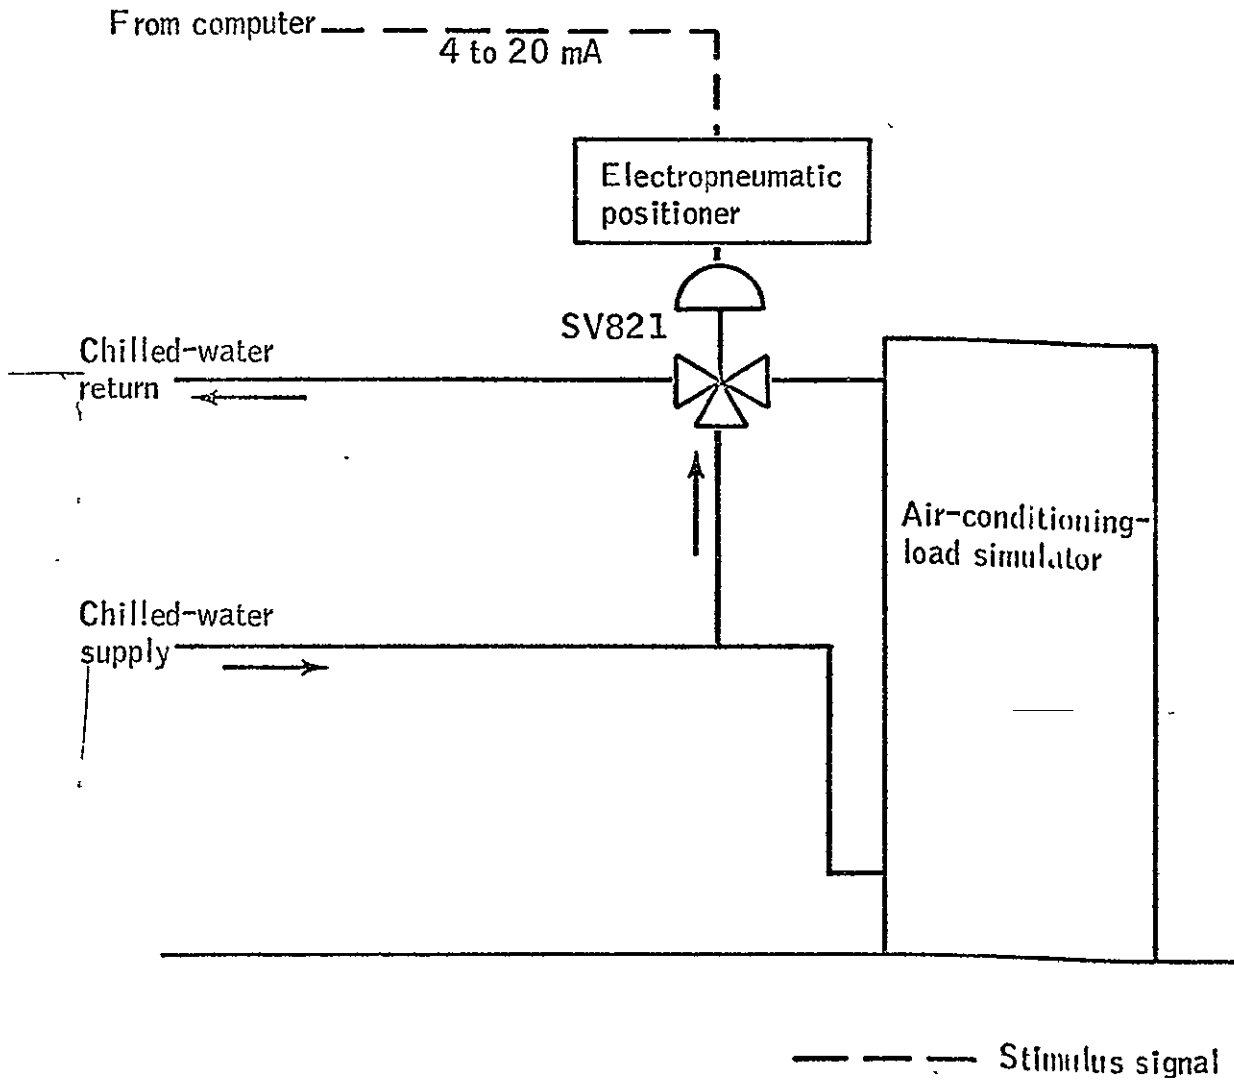 From computer
4 to 20 mA
Electropneumatic
positioner
SV821
Chilled-water
return
Air-conditioning-
load simulator
Chilled-water
supply
Stimulus signal